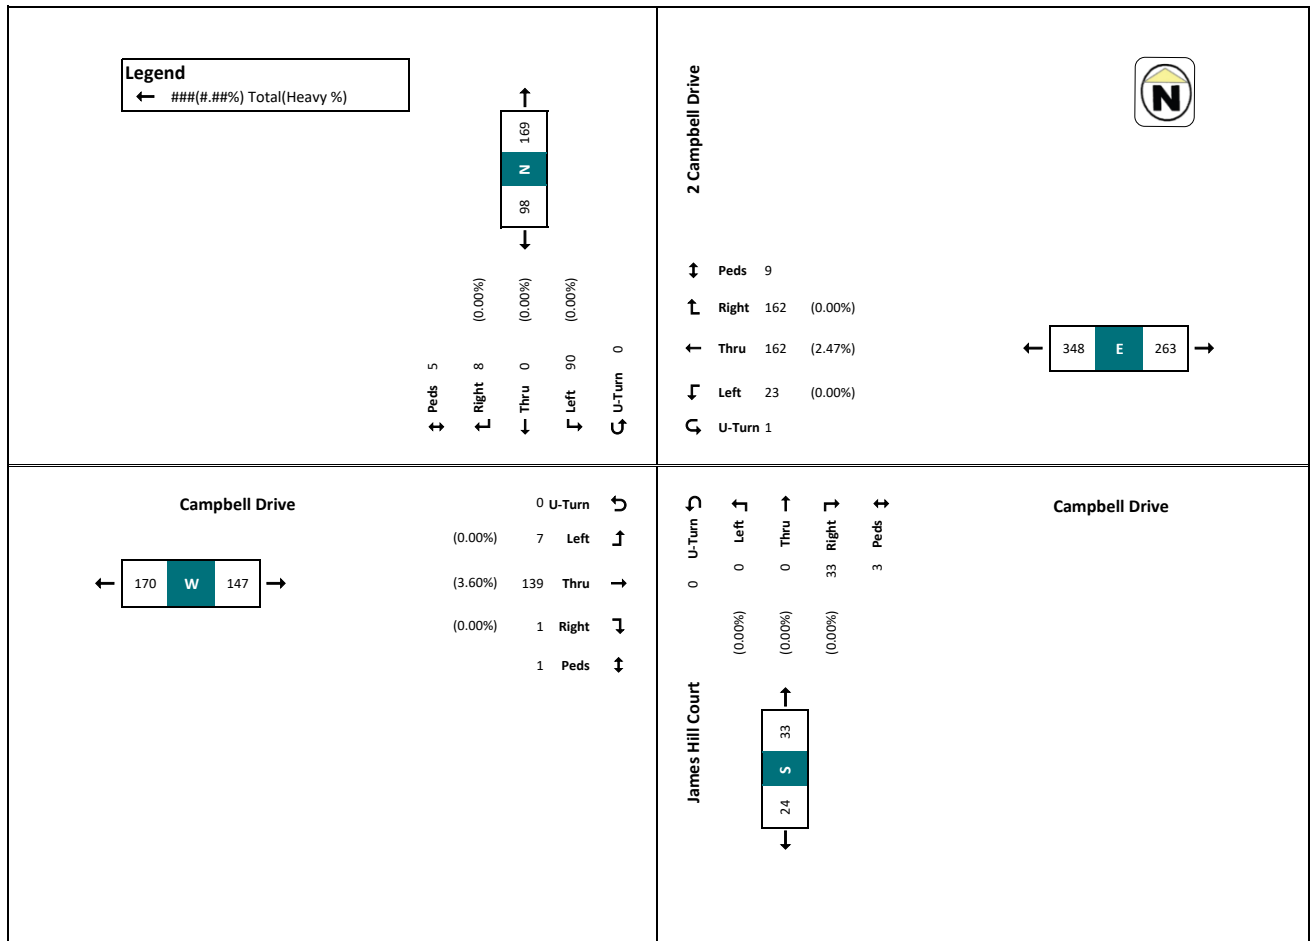 Legend
### (#.##%) Total(Heavy %)
169
N
98
(0.00%)
(0.00%)
(0.00%)
Peds 5
Right 8
Thru 0
Left 90
U-Turn 0
2 Campbell Drive
N
Peds 9
Right 162 (0.00%)
Thru 162 (2.47%)
Left 23 (0.00%)
U-Turn 1
348 E 263
Campbell Drive
170 W 147
0 U-Turn
(0.00%) 7 Left
(3.60%) 139 Thru
(0.00%) 1 Right
1 Peds
0 U-Turn
0 Left
0 Thru
33 Right
3 Peds
(0.00%)
(0.00%)
(0.00%)
James Hill Court
33
S
24
Campbell Drive